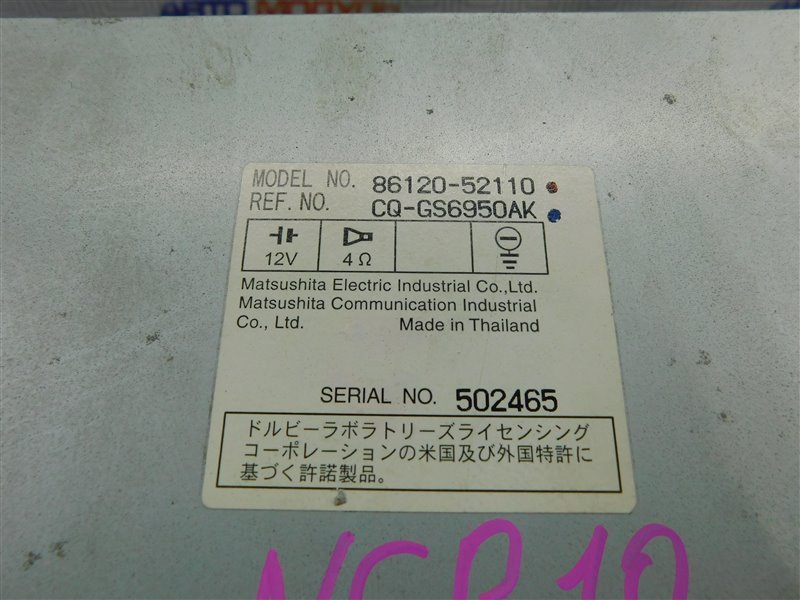 MODEL NO. 86120-52110
REF. NO. CQ-GS6950AK
12V 4 Ω
Matsushita Electric Industrial Co.,Ltd.
Matsushita Communication Industrial
Co., Ltd. Made in Thailand
SERIAL NO. 502465
ドルビーラボラトリーズライセンシング
コーポレーションの米国及び外国特許に
基づく許諾製品。
NCP10